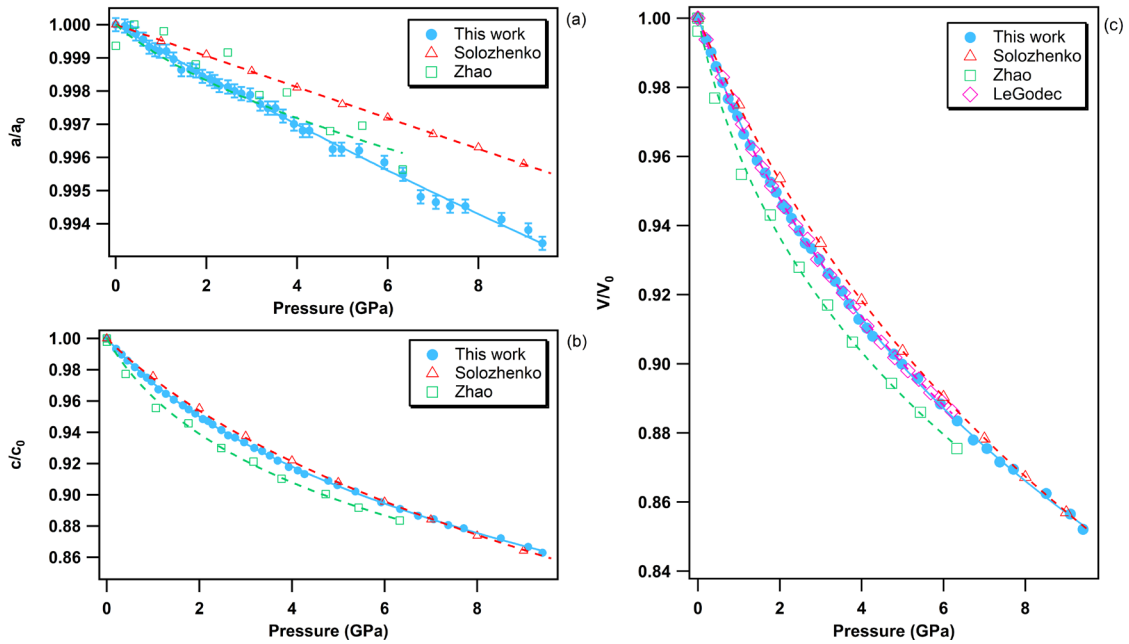 (a)
1.000
0.999
0.998
0.997
0.996
0.995
0.994
a/a0
This work
Solozhenko
Zhao
0
2
4
6
8
Pressure (GPa)
(b)
1.00
0.98
0.96
0.94
0.92
0.90
0.88
0.86
c/c0
This work
Solozhenko
Zhao
0
2
4
6
8
Pressure (GPa)
(c)
1.00
0.98
0.96
0.94
0.92
0.90
0.88
0.86
0.84
V/V0
This work
Solozhenko
Zhao
LeGodec
0
2
4
6
8
Pressure (GPa)